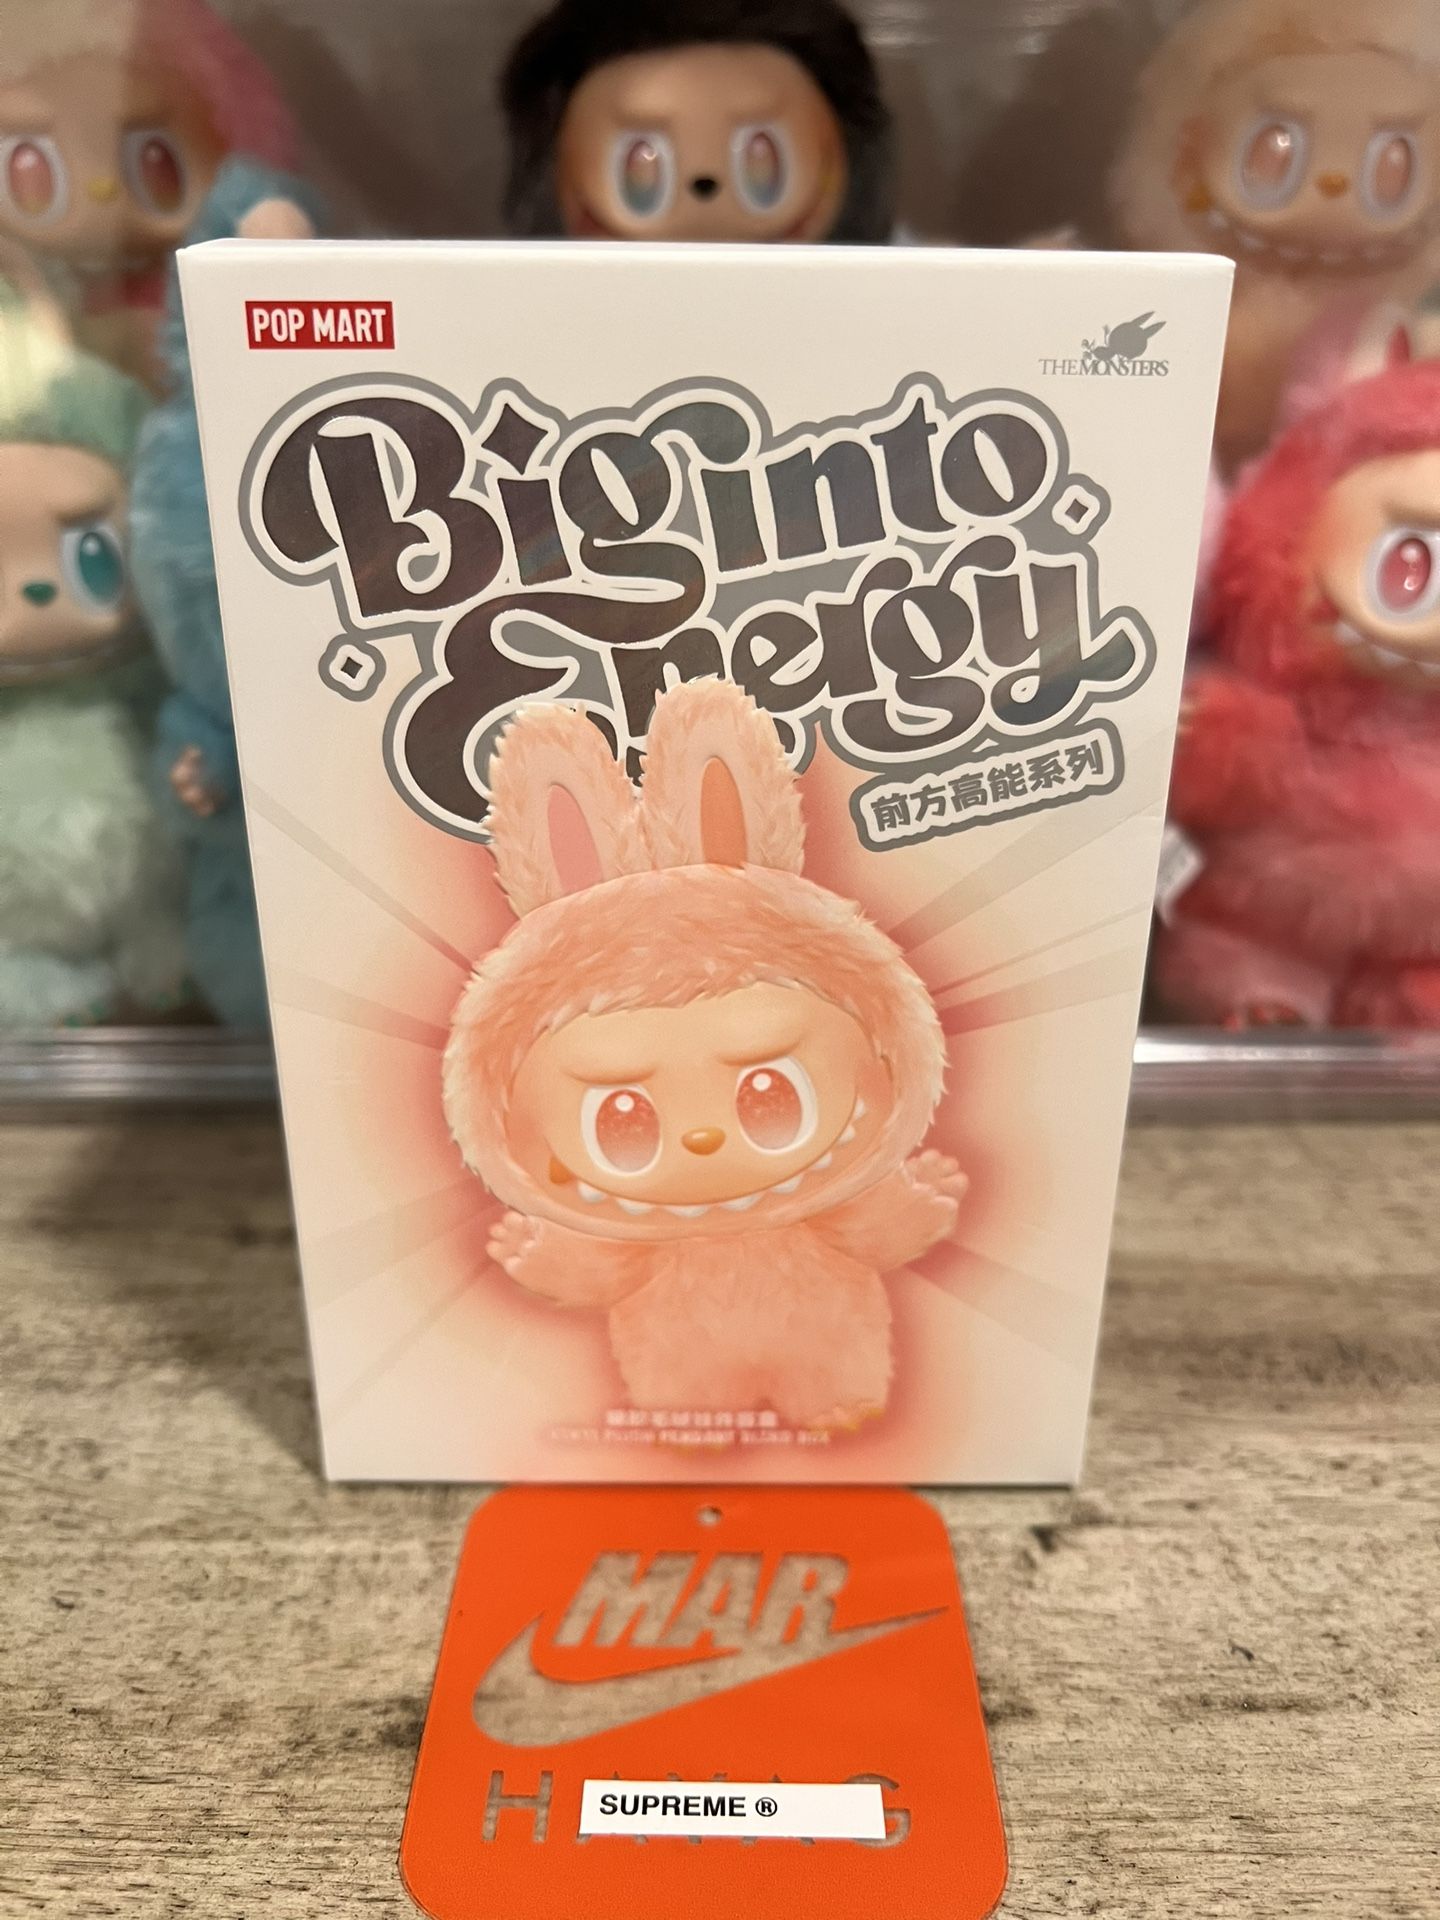 POP MART
THE MONSTERS
Big into
Energy
前方高能系列
MAR
SUPREME ®